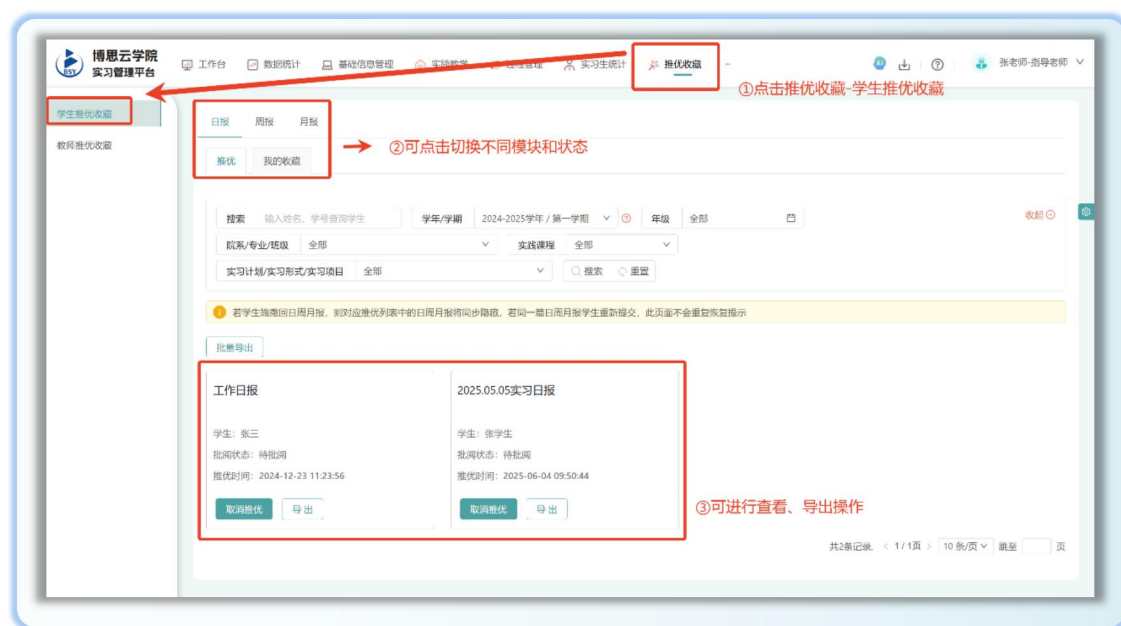 博思云学院
实习管理平台
BSY
工作台 数据统计 基础信息管理 实习生统计 推优收藏
AI 张老师-指导老师
①点击推优收藏-学生推优收藏
学生推优收藏
教师推优收藏
日报 周报 月报
②可点击切换不同模块和状态
推优 我的收藏
搜索 输入姓名、学号查询学生 学年/学期 2024-2025学年 / 第一学期 年级 全部 收起
院系/专业/班级 全部 实践课程 全部
实习计划/实习形式/实习项目 全部 搜索 重置
若学生端撤回日周月报，则对应推优列表中的日周月报将同步隐藏，若同一篇日周月报学生重新提交，此页面不会重复恢复提示
批量导出
工作日报 2025.05.05实习日报
学生：张三 学生：张学生
批阅状态：待批阅 批阅状态：待批阅
推优时间：2024-12-23 11:23:56 推优时间：2025-06-04 09:50:44
取消推优 导出 取消推优 导出
③可进行查看、导出操作
共2条记录 < 1 / 1页 > 10 条/页 跳至 页